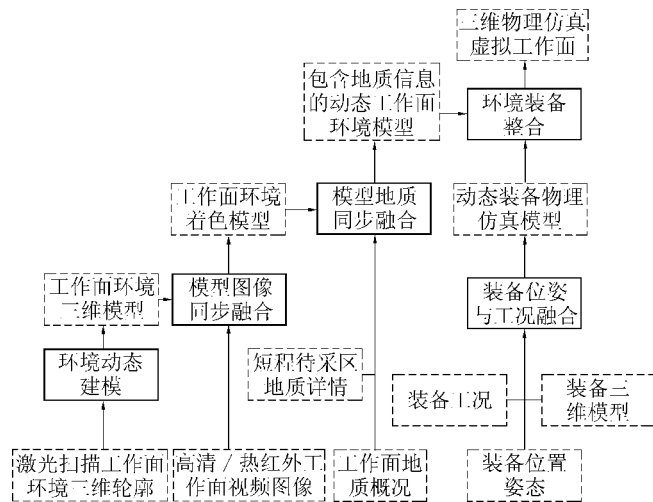 三维物理仿真
虚拟工作面
包含地质信息
的动态工作面
环境模型
环境装备
整合
工作面环境
着色模型
模型地质
同步融合
动态装备物理
仿真模型
工作面环境
三维模型
模型图像
同步融合
装备位姿
与工况融合
环境动态
建模
短程待采区
地质详情
装备工况
装备三
维模型
激光扫描工作面
环境三维轮廓
高清/热红外工
作面视频图像
工作面地
质概况
装备位置
姿态